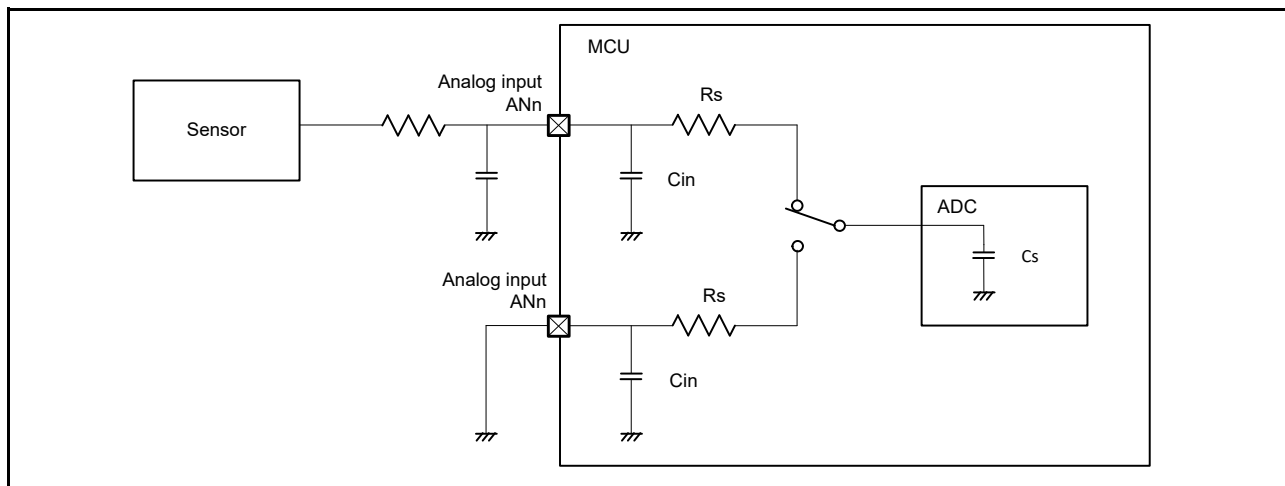 MCU
Analog input
ANn
Rs
Sensor
Cin
ADC
Cs
Analog input
ANn
Rs
Cin